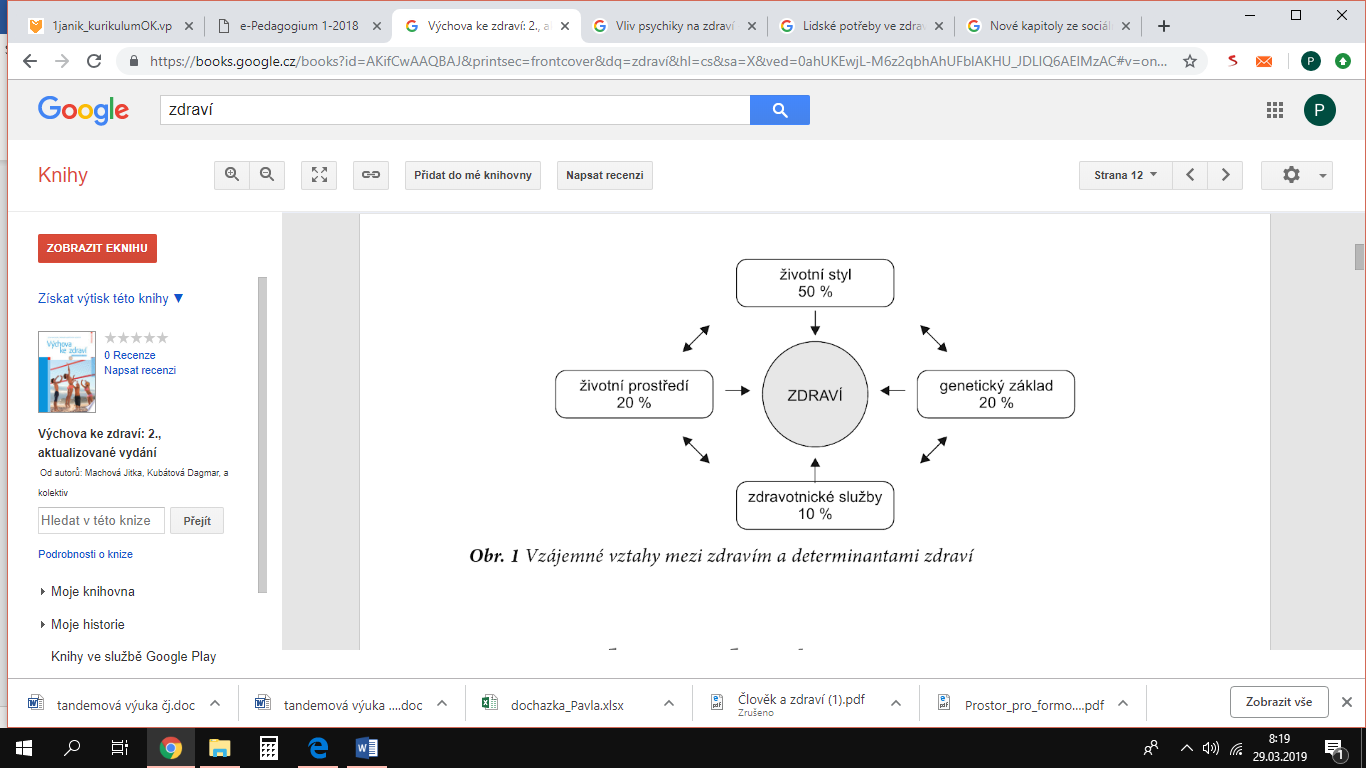 1janik_kurikulumOK.vp
e-Pedagogium 1-2018
Výchova ke zdraví: 2., a
Vliv psychiky na zdraví
Lidské potřeby ve zdra
Nové kapitoly ze sociál
https://books.google.cz/books?id=AKifCwAAQBAJ&printsec=frontcover&dq=zdraví&hl=cs&sa=X&ved=0ahUKEwjL-M6z2qbhAhUFblAKHU_JDLIQ6AEIMzAC#v=on...
P
Google
zdraví
P
Knihy
Přidat do mé knihovny
Napsat recenzi
Strana 12
ZOBRAZIT EKNIHU
Získat výtisk této knihy ▼
Výchova
ke zdraví
0 Recenze
Napsat recenzi
Výchova ke zdraví: 2.,
aktualizované vydání
Od autorů: Machová Jitka, Kubátová Dagmar, a
kolektiv
Hledat v této knize
Přejít
Podrobnosti o knize
Moje knihovna
Moje historie
Knihy ve službě Google Play
životní styl
50 %
životní prostředí
20 %
ZDRAVÍ
genetický základ
20 %
zdravotnické služby
10 %
Obr. 1 Vzájemné vztahy mezi zdravím a determinantami zdraví
tandemová výuka čj.doc
tandemová výuka ....doc
dochazka_Pavla.xlsx
Člověk a zdraví (1).pdf
Zrušeno
Prostor_pro_formo....pdf
Zobrazit vše
8:19
29.03.2019
1